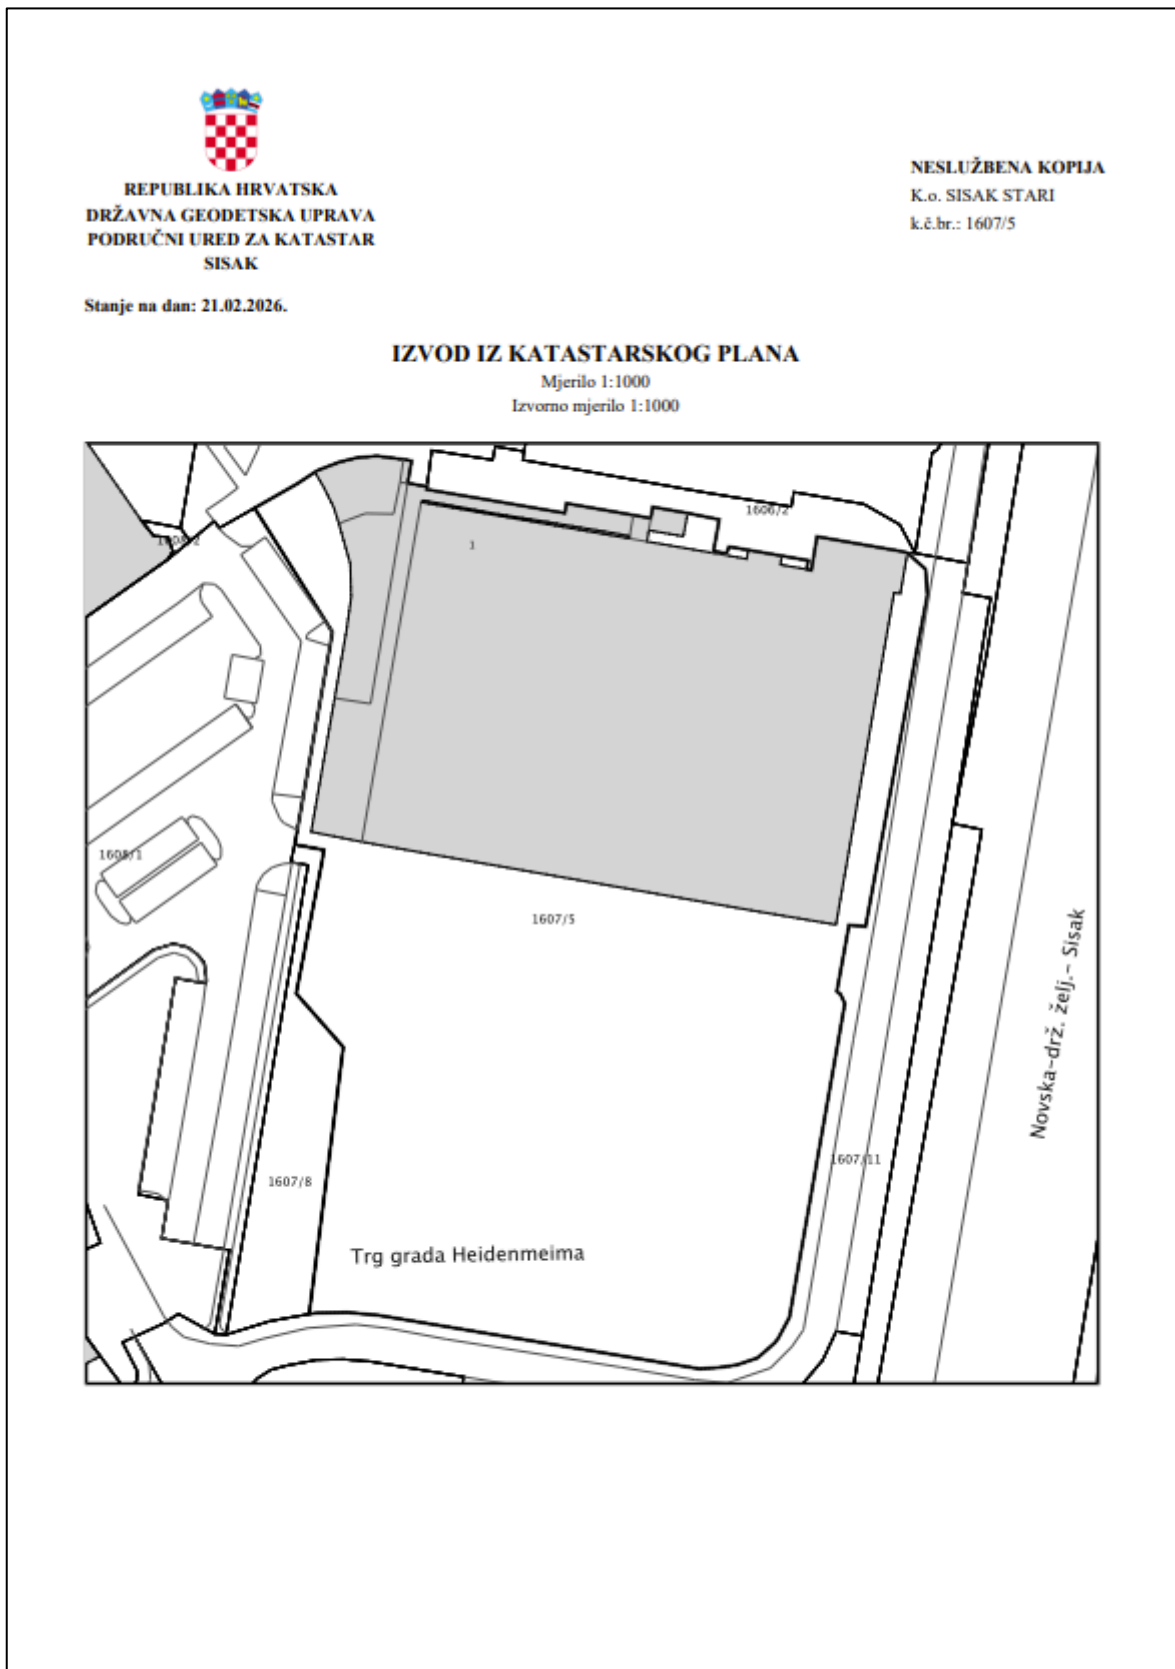 REPUBLIKA HRVATSKA
DRŽAVNA GEODETSKA UPRAVA
PODRUČNI URED ZA KATASTAR
SISAK
Stanje na dan: 21.02.2026.
NESLUŽBENA KOPIJA
K.o. SISAK STARI
k.č.br.: 1607/5
IZVOD IZ KATASTARSKOG PLANA
Mjerilo 1:1000
Izvorno mjerilo 1:1000
1606/2
1
1608/1
1607/5
Novska-drž. želj.- Sisak
1607/11
1607/8
Trg grada Heidenmeima